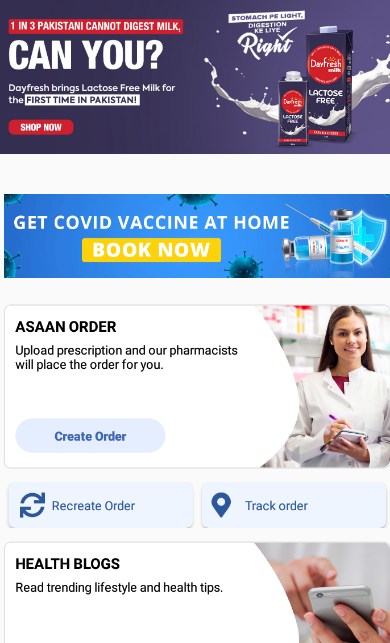 1 IN 3 PAKISTANI CANNOT DIGEST MILK,
CAN YOU?
Dayfresh brings Lactose Free Milk for
the FIRST TIME IN PAKISTAN!
SHOP NOW
STOMACH PE LIGHT,
DIGESTION
KE LIYE
Right
Dayfresh
milk
LACTOSE
FREE
Dayfresh
milk
LACTOSE
FREE
GET COVID VACCINE AT HOME
BOOK NOW
ASAAN ORDER
Upload prescription and our pharmacists
will place the order for you.
Create Order
Recreate Order
Track order
HEALTH BLOGS
Read trending lifestyle and health tips.